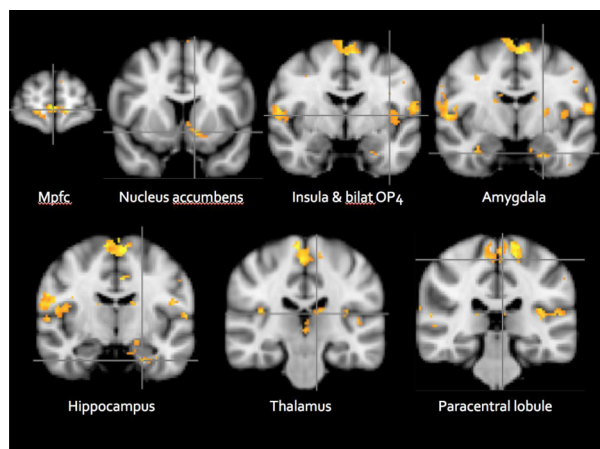 Mpfc
Nucleus accumbens
Insula & bilat OP4
Amygdala
Hippocampus
Thalamus
Paracentral lobule